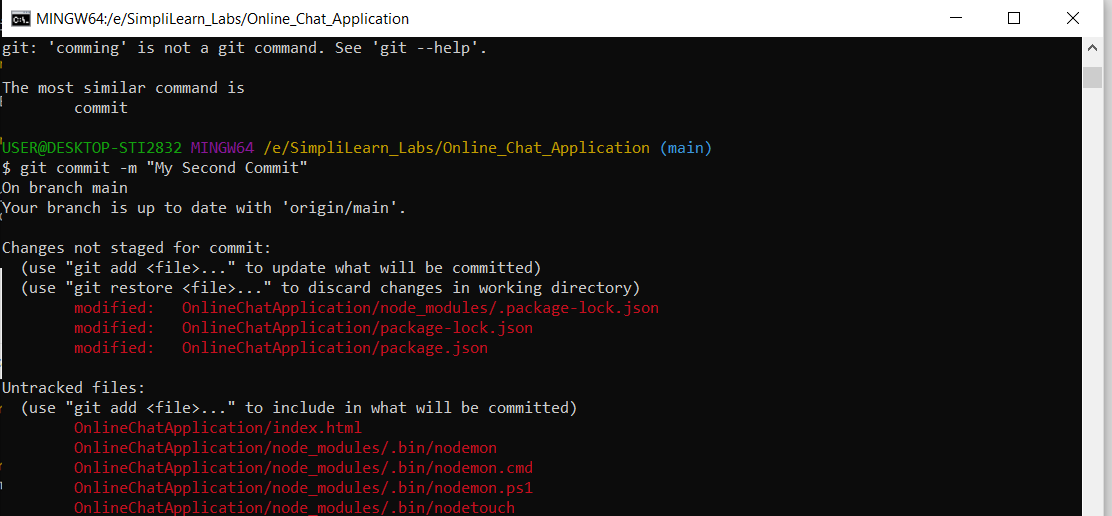 MINGW64:/e/SimpliLearn_Labs/Online_Chat_Application
git: 'comming' is not a git command. See 'git --help'.
The most similar command is
commit
USER@DESKTOP-STI2832 MINGW64 /e/SimpliLearn_Labs/Online_Chat_Application (main)
$ git commit -m "My Second Commit"
On branch main
Your branch is up to date with 'origin/main'.
Changes not staged for commit:
(use "git add <file>..." to update what will be committed)
(use "git restore <file>..." to discard changes in working directory)
modified: OnlineChatApplication/node_modules/.package-lock.json
modified: OnlineChatApplication/package-lock.json
modified: OnlineChatApplication/package.json
Untracked files:
(use "git add <file>..." to include in what will be committed)
OnlineChatApplication/index.html
OnlineChatApplication/node_modules/.bin/nodemon
OnlineChatApplication/node_modules/.bin/nodemon.cmd
OnlineChatApplication/node_modules/.bin/nodemon.ps1
OnlineChatApplication/node_modules/.bin/nodetouch